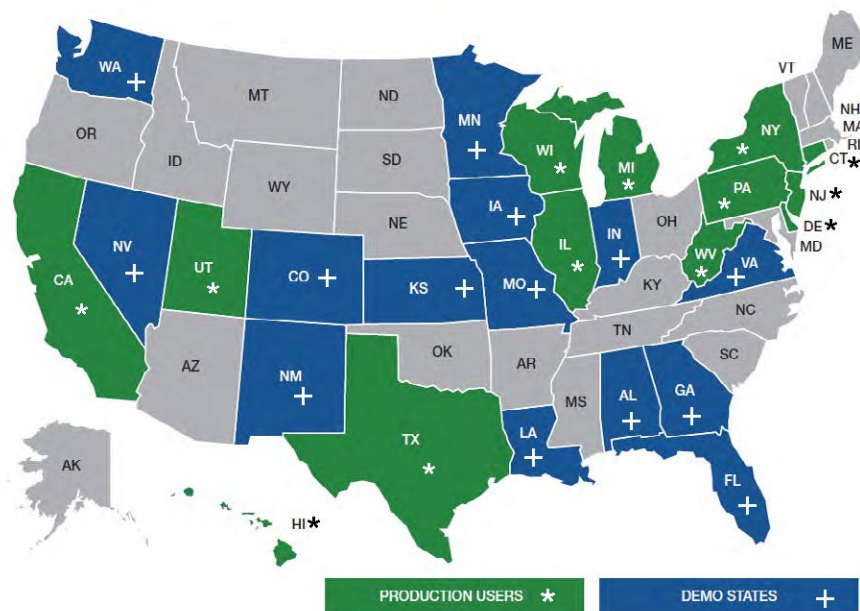 ME
WA +
VT
MT
ND
NH
MN +
MA
OR
NY *
RI
WI *
CT *
ID
SD
MI *
WY
PA *
NJ *
IA +
NE
OH
DE *
IN +
MD
NV +
IL *
WV *
UT *
CO +
VA +
CA *
KS +
MO +
KY
NC
TN
OK
AZ
AR
SC
NM +
MS
AL +
GA +
TX *
LA +
AK
FL +
HI *
PRODUCTION USERS *
DEMO STATES +